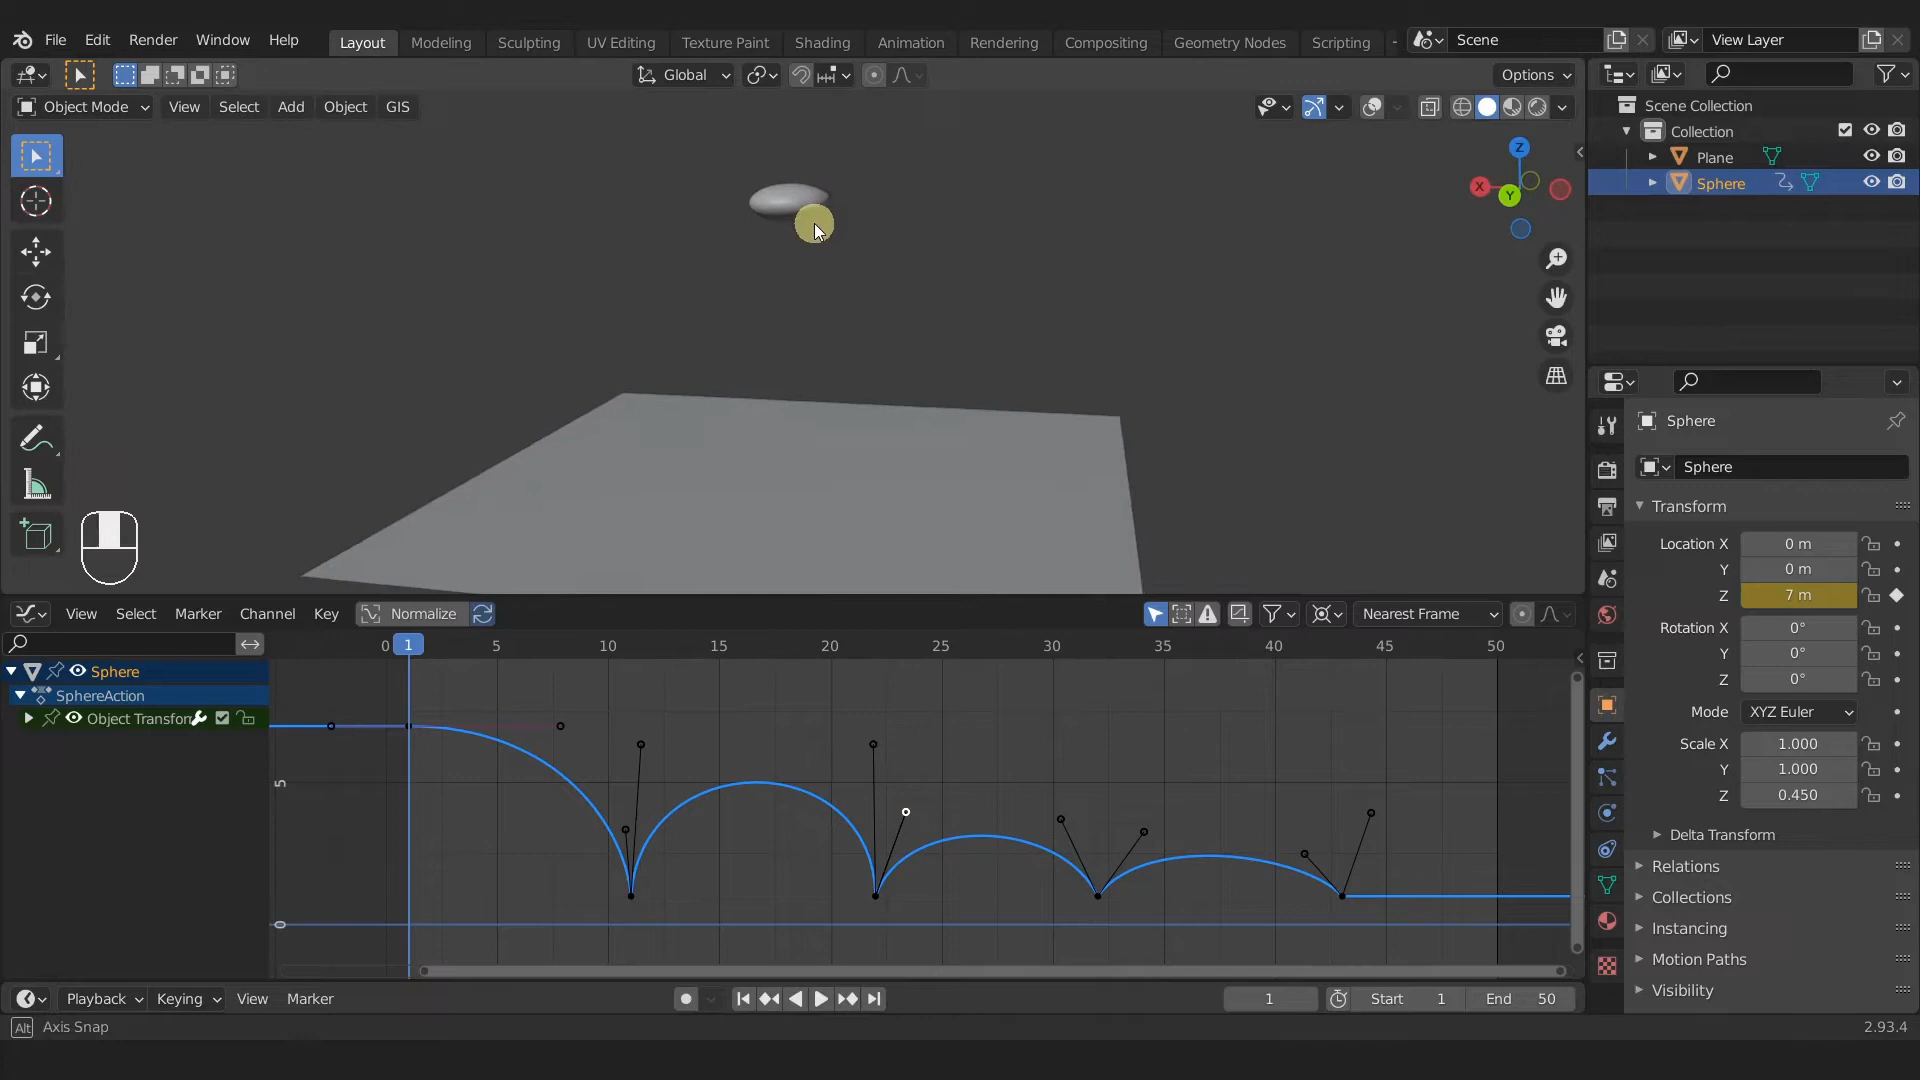 File Edit Render Window Help Layout Modeling Sculpting UV Editing Texture Paint Shading Animation Rendering Compositing Geometry Nodes Scripting Scene View Layer
Global Options
Object Mode View Select Add Object GIS
Scene Collection
Collection
Plane
Sphere
Z
X
Y
Sphere
Sphere
Transform
Location X 0 m
Y 0 m
Z 7 m
Rotation X 0°
Y 0°
Z 0°
Mode XYZ Euler
Scale X 1.000
Y 1.000
Z 0.450
Delta Transform
Relations
Collections
Instancing
Motion Paths
Visibility
View Select Marker Channel Key Normalize Nearest Frame
0 1 5 10 15 20 25 30 35 40 45 50
Sphere
SphereAction
Object Transfor
5
0
Playback Keying View Marker 1 Start 1 End 50
Alt Axis Snap 2.93.4